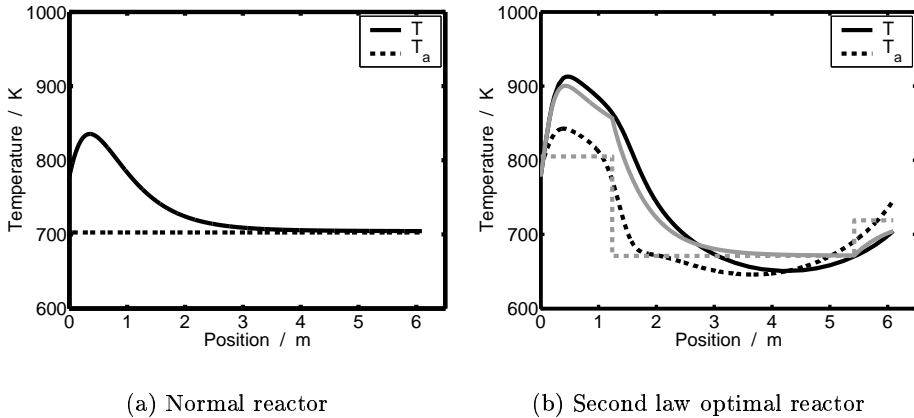 1000
900
800
700
600
Temperature / K
0 1 2 3 4 5 6
Position / m
T
T_a
(a) Normal reactor
1000
900
800
700
600
Temperature / K
0 1 2 3 4 5 6
Position / m
T
T_a
(b) Second law optimal reactor